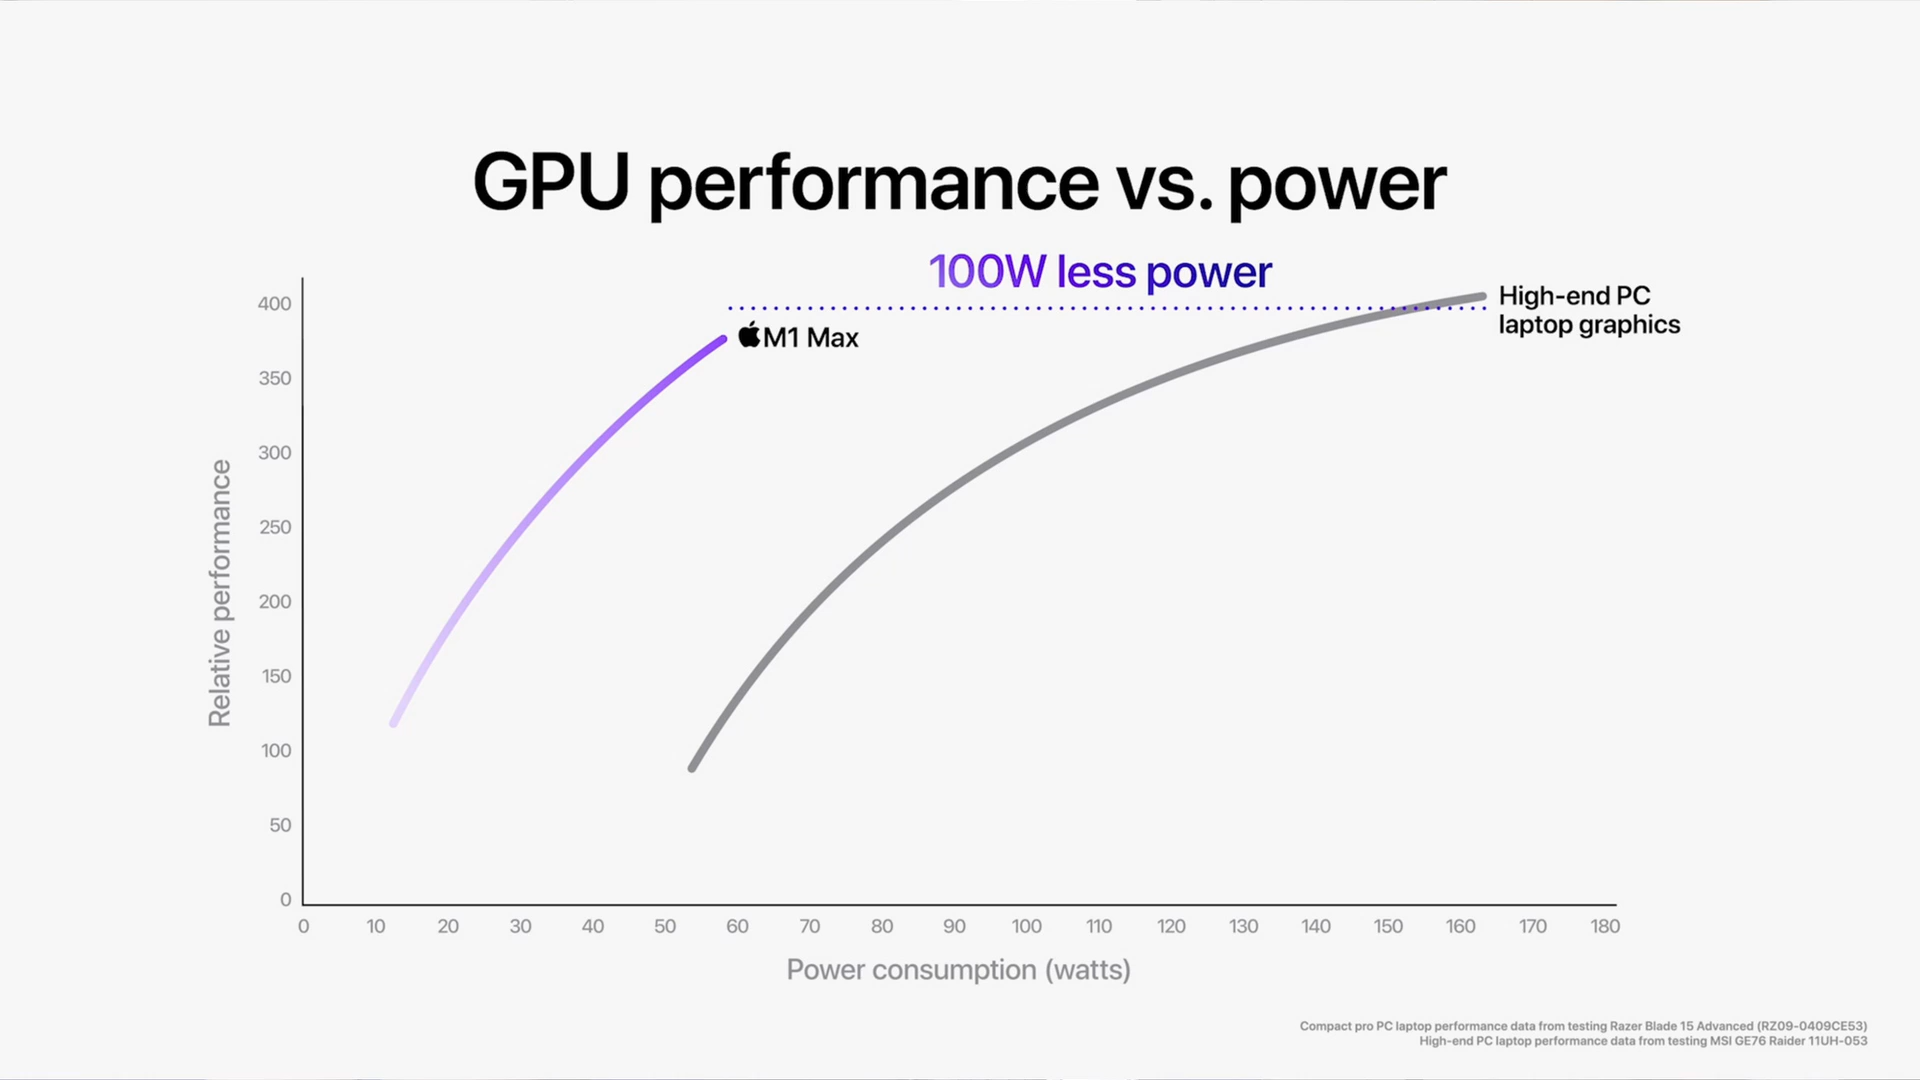 GPU performance vs. power
100W less power
High-end PC
laptop graphics
M1 Max
Relative performance
400
350
300
250
200
150
100
50
0
0 10 20 30 40 50 60 70 80 90 100 110 120 130 140 150 160 170 180
Power consumption (watts)
Compact pro PC laptop performance data from testing Razer Blade 15 Advanced (RZ09-0409CE53)
High-end PC laptop performance data from testing MSI GE76 Raider 11UH-053